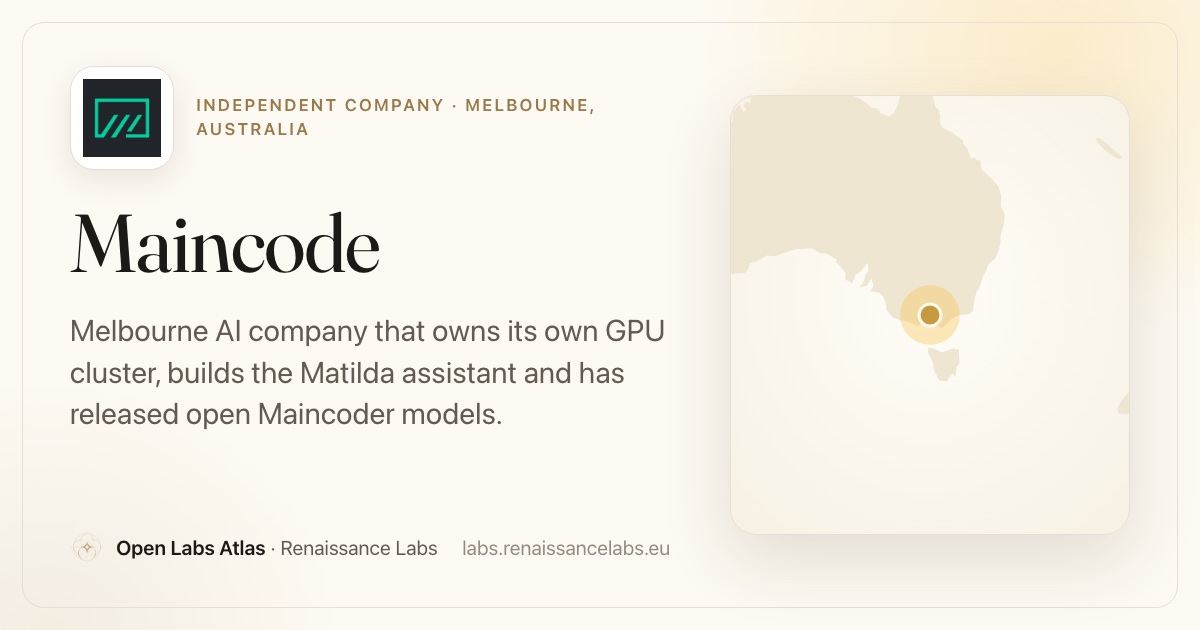 INDEPENDENT COMPANY · MELBOURNE,
AUSTRALIA
Maincode
Melbourne AI company that owns its own GPU
cluster, builds the Matilda assistant and has
released open Maincoder models.
Open Labs Atlas · Renaissance Labs labs.renaissancelabs.eu